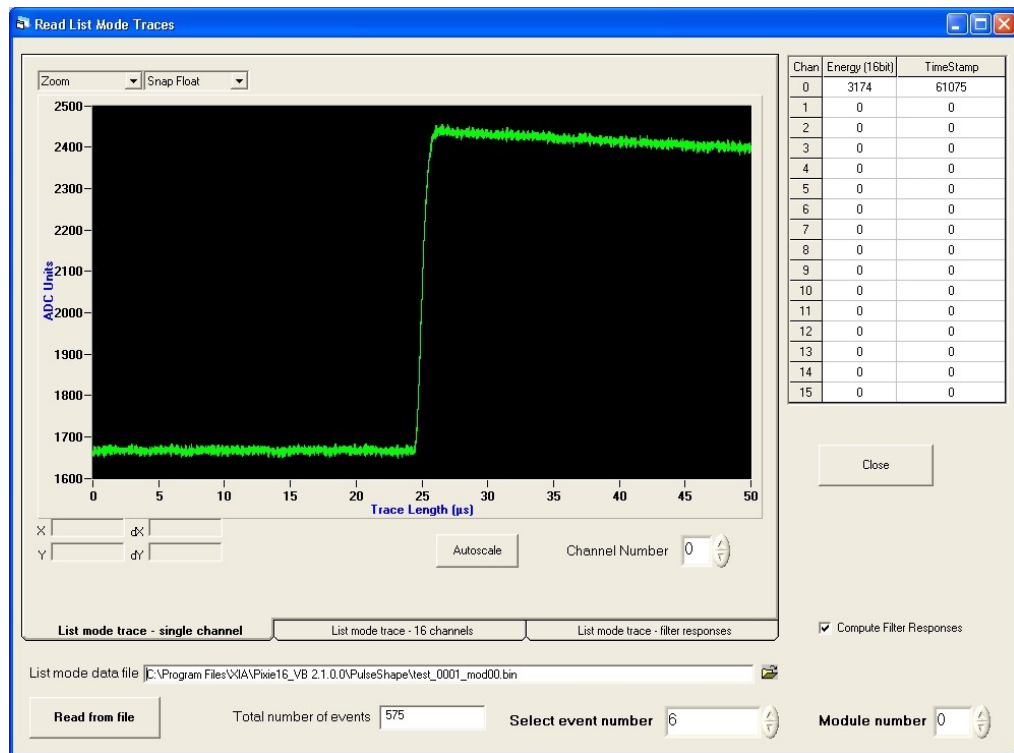 Read List Mode Traces
Zoom
Snap Float
2500
2400
2300
2200
2100
2000
1900
1800
1700
1600
ADC Units
0 5 10 15 20 25 30 35 40 45 50
Trace Length (µs)
X dX
Y dY
Autoscale
Channel Number 0
List mode trace - single channel
List mode trace - 16 channels
List mode trace - filter responses
Chan Energy (16bit) TimeStamp
0 3174 61075
1 0 0
2 0 0
3 0 0
4 0 0
5 0 0
6 0 0
7 0 0
8 0 0
9 0 0
10 0 0
11 0 0
12 0 0
13 0 0
14 0 0
15 0 0
Close
Compute Filter Responses
List mode data file C:\Program Files\XIA\Pixie16_VB 2.1.0.0\PulseShape\test_0001_mod00.bin
Read from file
Total number of events 575
Select event number 6
Module number 0